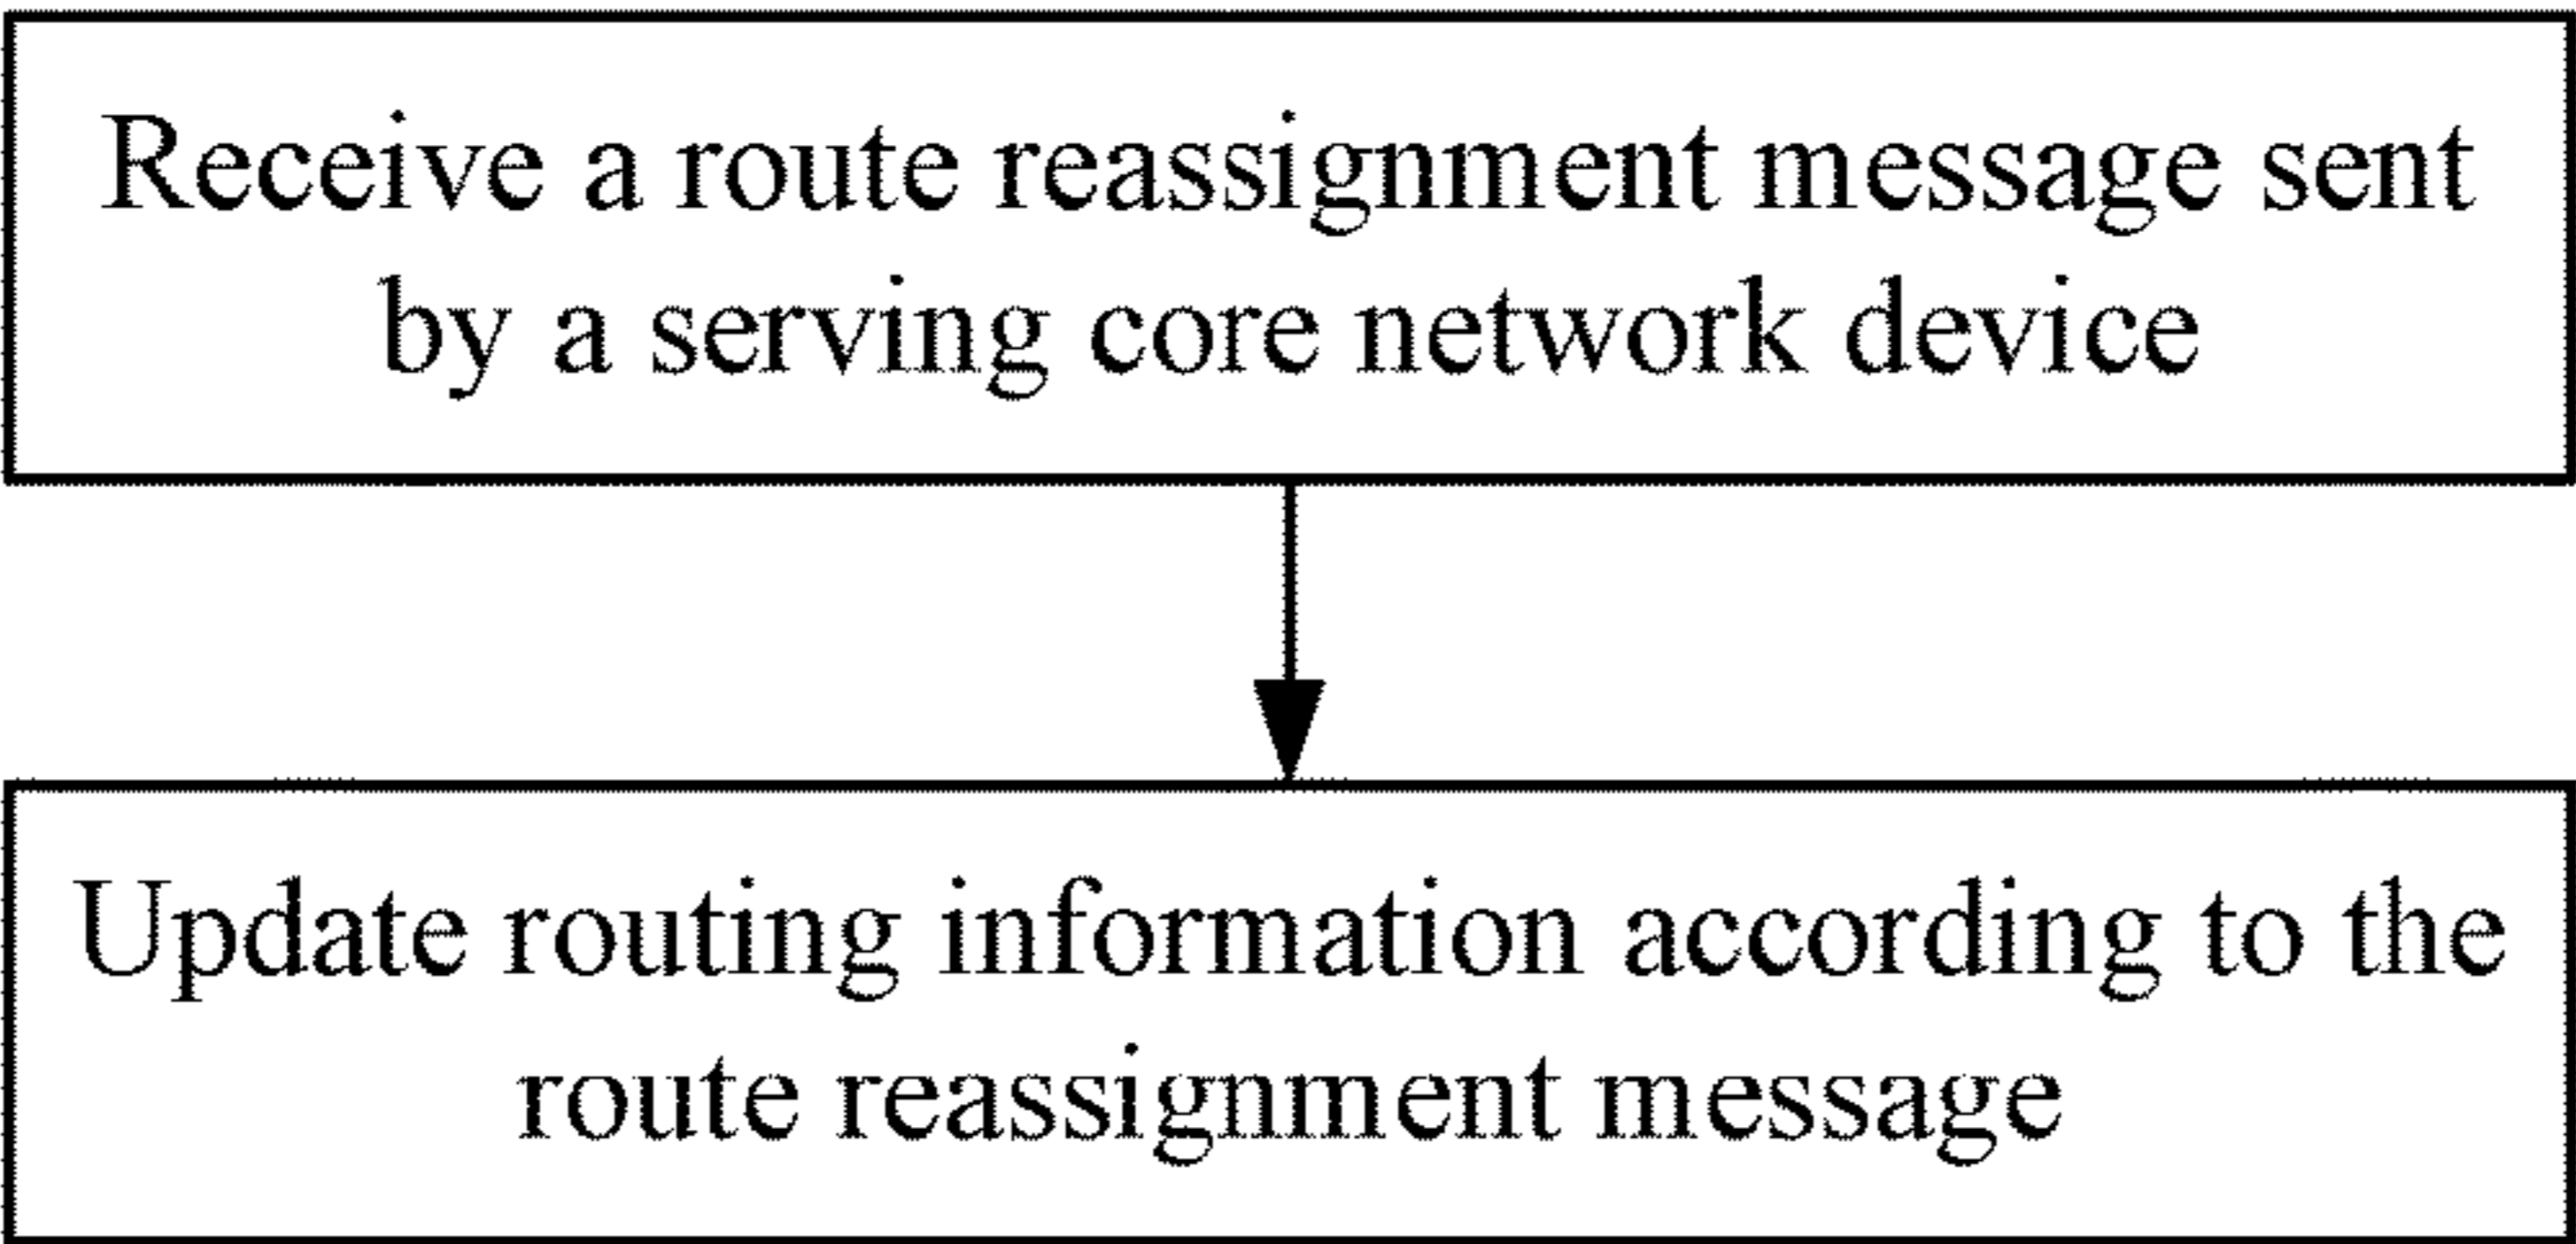 Receive a route reassignment message sent
by a serving core network device
Update routing information according to the
route reassignment message